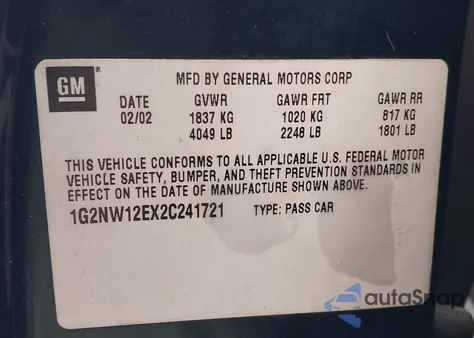 GM
MFD BY GENERAL MOTORS CORP
DATE GVWR GAWR FRT GAWR RR
02/02 1837 KG 1020 KG 817 KG
4049 LB 2248 LB 1801 LB
THIS VEHICLE CONFORMS TO ALL APPLICABLE U.S. FEDERAL MOTOR
VEHICLE SAFETY, BUMPER, AND THEFT PREVENTION STANDARDS IN
EFFECT ON THE DATE OF MANUFACTURE SHOWN ABOVE.
1G2NW12EX2C241721 TYPE: PASS CAR
autoSnap